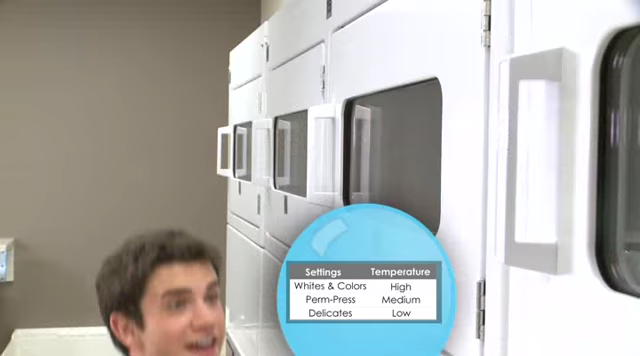 Settings Temperature
Whites & Colors High
Perm-Press Medium
Delicates Low